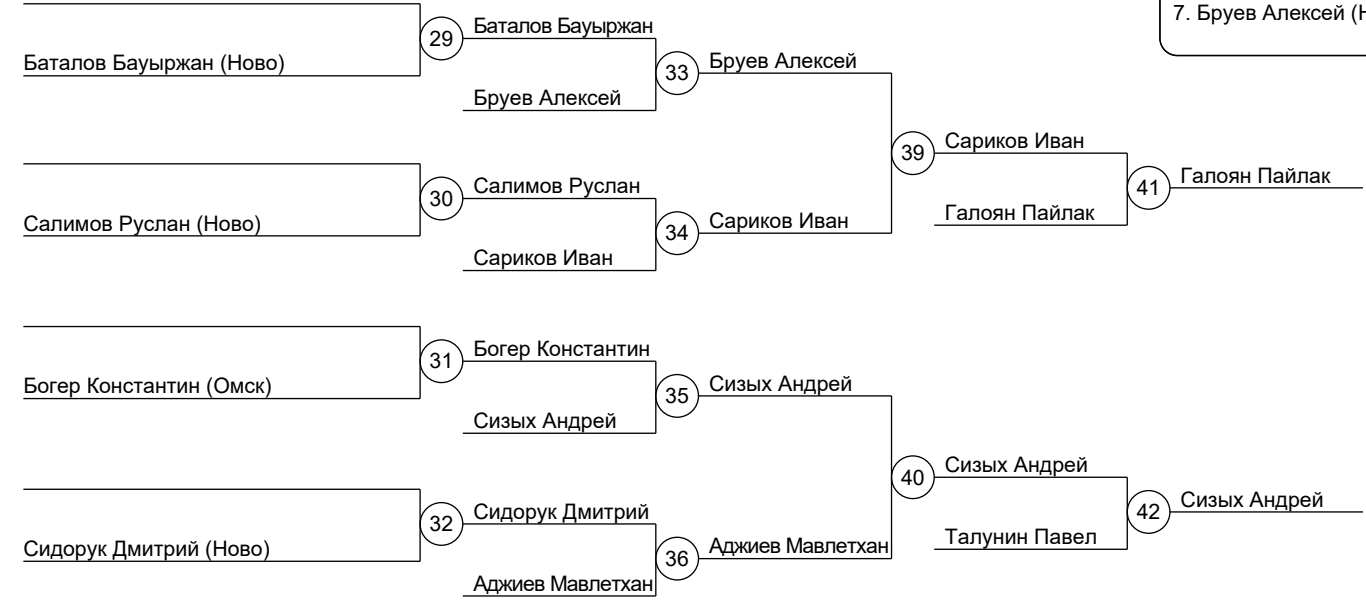 7. Бруев Алексей (Н
Баталов Бауыржан (Ново)
29
Баталов Бауыржан
Бруев Алексей
33
Бруев Алексей
Салимов Руслан (Ново)
30
Салимов Руслан
Сариков Иван
34
Сариков Иван
39
Сариков Иван
Галоян Пайлак
41
Галоян Пайлак
Богер Константин (Омск)
31
Богер Константин
Сизых Андрей
35
Сизых Андрей
Сидорук Дмитрий (Ново)
32
Сидорук Дмитрий
Аджиев Мавлетхан
36
Аджиев Мавлетхан
40
Сизых Андрей
Талунин Павел
42
Сизых Андрей